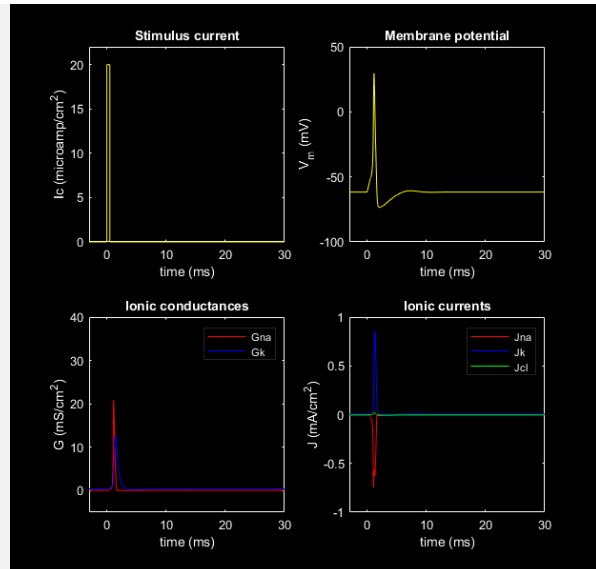 Stimulus current
20
15
10
5
0
Ic (microamp/cm²)
0
10
20
30
time (ms)
Membrane potential
50
0
-50
-100
Vₘ (mV)
0
10
20
30
time (ms)
Ionic conductances
40
30
20
10
0
G (mS/cm²)
Gna
Gk
0
10
20
30
time (ms)
Ionic currents
1
0.5
0
-0.5
-1
J (mA/cm²)
Jna
Jk
Jcl
0
10
20
30
time (ms)